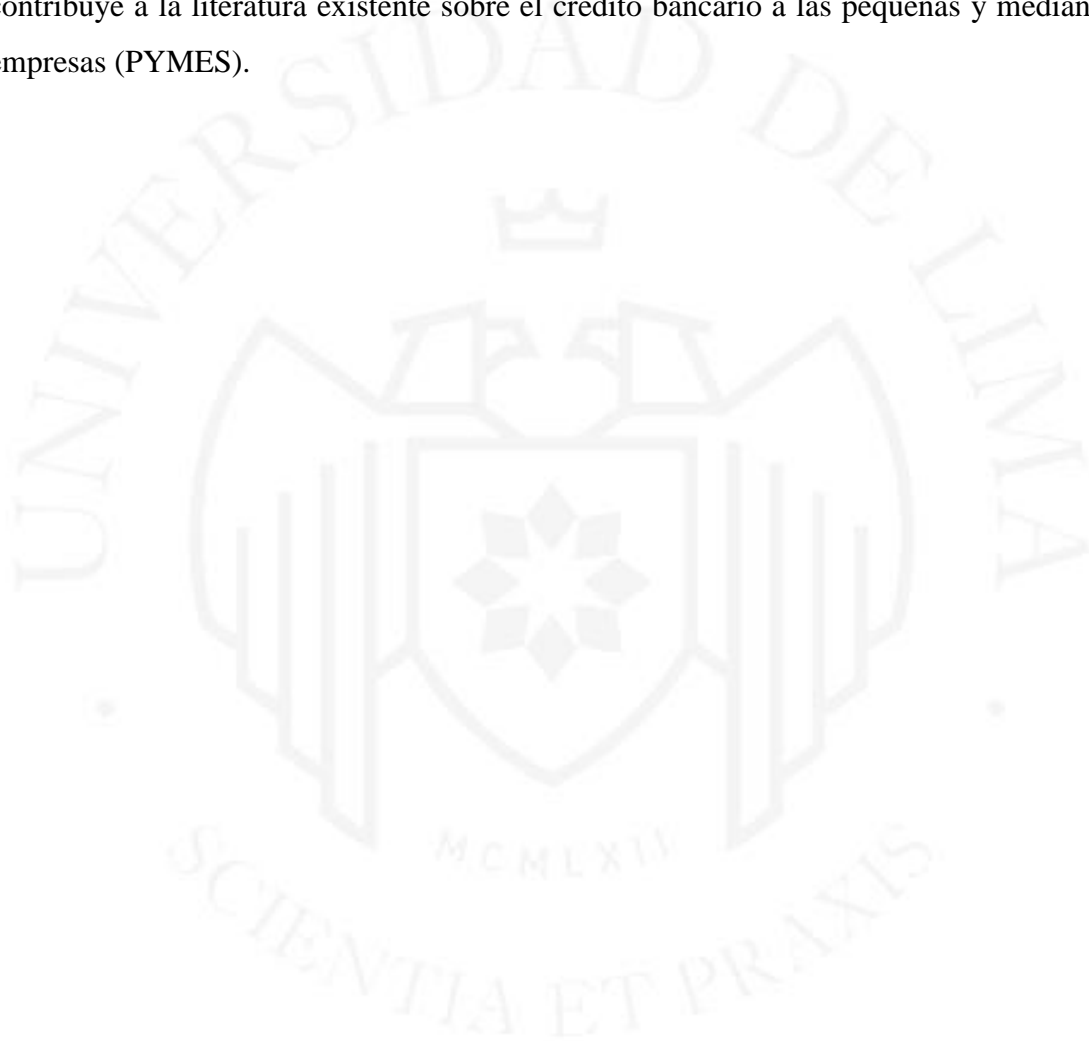 contribuye a la literatura existente sobre el crédito bancario a las pequeñas y median
empresas (PYMES).
UNIVERSIDAD DE LIMA
MCMLXII
SCIENTIA ET PRAXIS